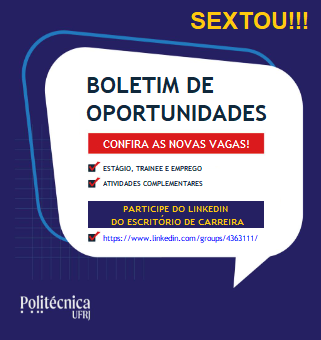 SEXTOU!!!
BOLETIM DE
OPORTUNIDADES
CONFIRA AS NOVAS VAGAS!
ESTÁGIO, TRAINEE E EMPREGO
ATIVIDADES COMPLEMENTARES
PARTICIPE DO LINKEDIN
DO ESCRITÓRIO DE CARREIRA
https://www.linkedin.com/groups/4363111/
Politécnica
UFRJ